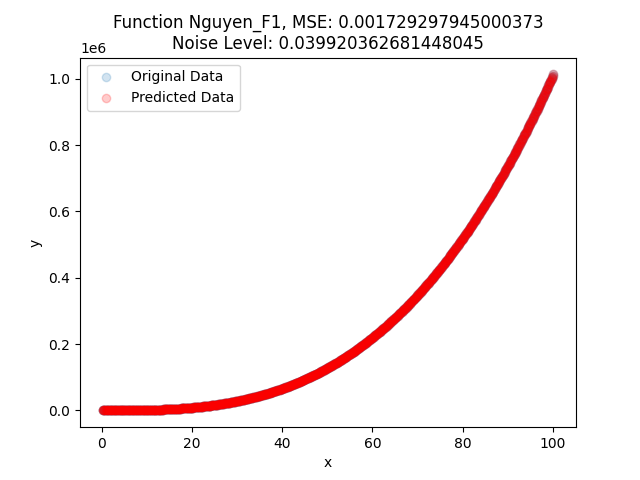 Function Nguyen_F1, MSE: 0.001729297945000373
Noise Level: 0.039920362681448045
1e6
Original Data
Predicted Data
1.0
0.8
0.6
0.4
0.2
0.0
y
0 20 40 60 80 100
x